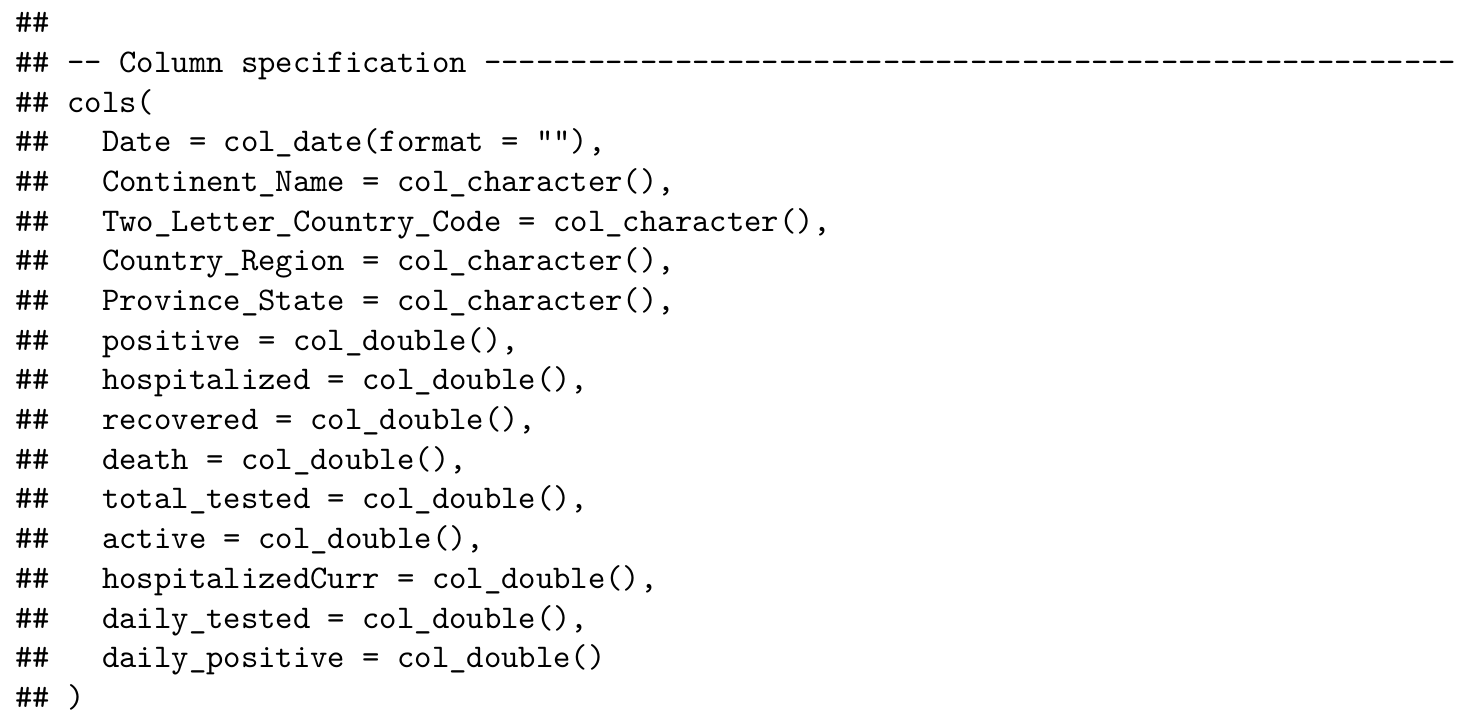 ##
## -- Column specification --------------------------------------------------------
## cols(
##   Date = col_date(format = ""),
##   Continent_Name = col_character(),
##   Two_Letter_Country_Code = col_character(),
##   Country_Region = col_character(),
##   Province_State = col_character(),
##   positive = col_double(),
##   hospitalized = col_double(),
##   recovered = col_double(),
##   death = col_double(),
##   total_tested = col_double(),
##   active = col_double(),
##   hospitalizedCurr = col_double(),
##   daily_tested = col_double(),
##   daily_positive = col_double()
## )